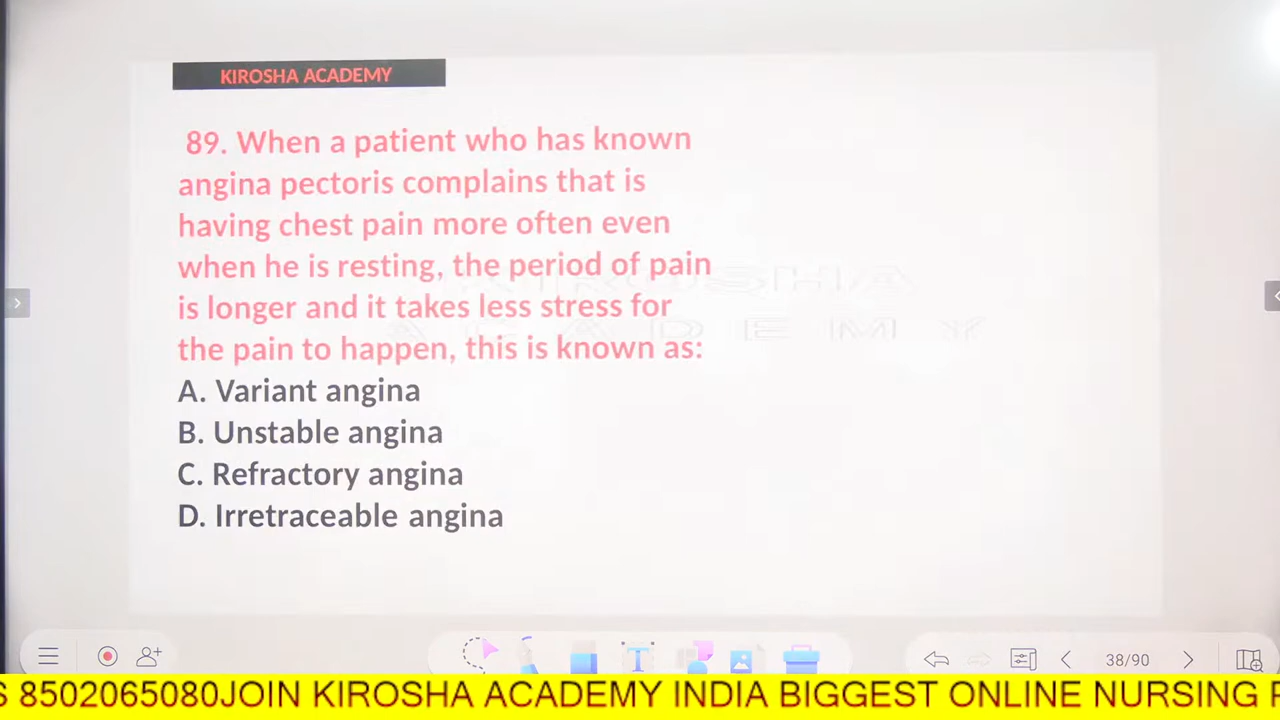 KIROSHA ACADEMY
89. When a patient who has known
angina pectoris complains that is
having chest pain more often even
when he is resting, the period of pain
is longer and it takes less stress for
the pain to happen, this is known as:
A. Variant angina
B. Unstable angina
C. Refractory angina
D. Irretraceable angina
KIROSHA
ACADEMY
T
38/90
S 8502065080JOIN KIROSHA ACADEMY INDIA BIGGEST ONLINE NURSING